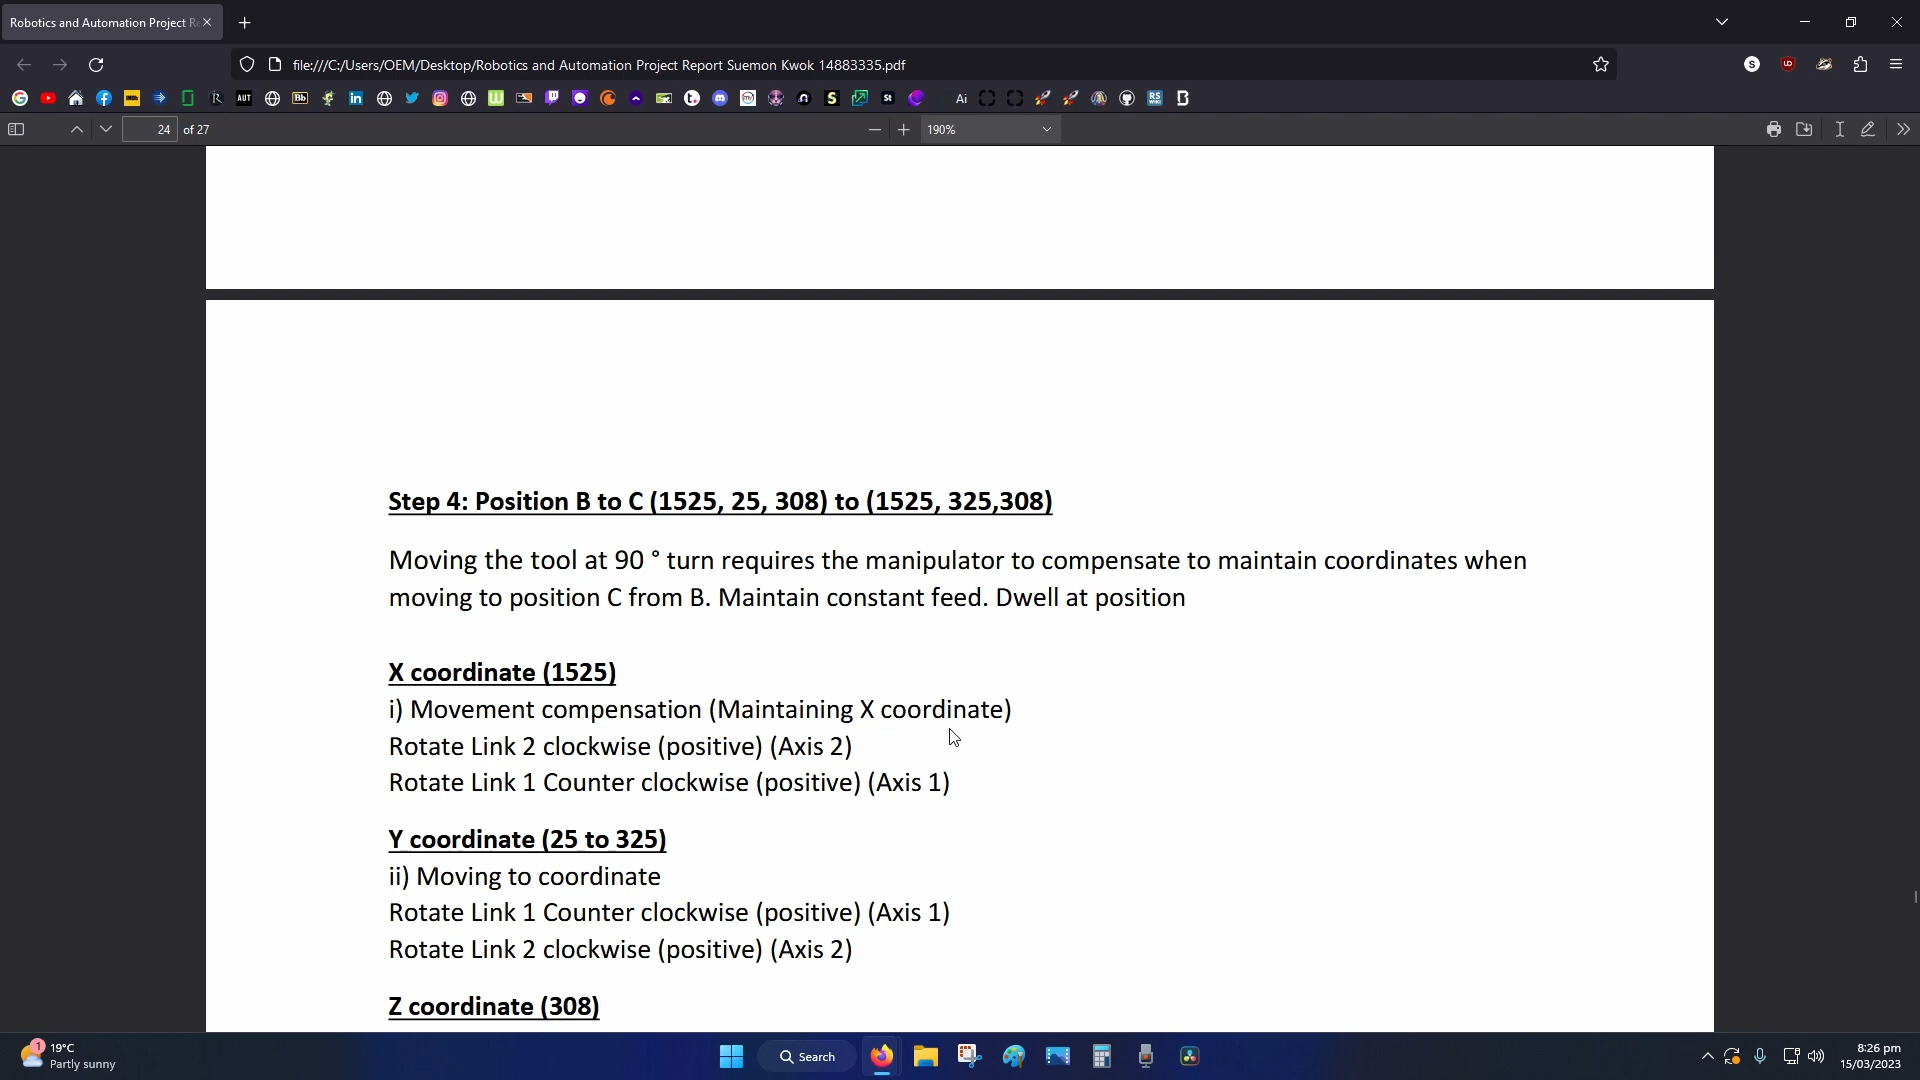 Robotics and Automation Project R
file:///C:/Users/OEM/Desktop/Robotics and Automation Project Report Suemon Kwok 14883335.pdf
24 of 27
190%
Step 4: Position B to C (1525, 25, 308) to (1525, 325,308)
Moving the tool at 90 ° turn requires the manipulator to compensate to maintain coordinates when
moving to position C from B. Maintain constant feed. Dwell at position
X coordinate (1525)
i) Movement compensation (Maintaining X coordinate)
Rotate Link 2 clockwise (positive) (Axis 2)
Rotate Link 1 Counter clockwise (positive) (Axis 1)
Y coordinate (25 to 325)
ii) Moving to coordinate
Rotate Link 1 Counter clockwise (positive) (Axis 1)
Rotate Link 2 clockwise (positive) (Axis 2)
Z coordinate (308)
1
19°C
Partly sunny
Search
8:26 pm
15/03/2023